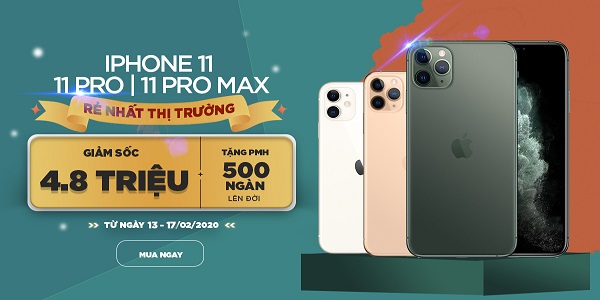 IPHONE 11
11 PRO | 11 PRO MAX
RẺ NHẤT THỊ TRƯỜNG
GIẢM SỐC
4.8 TRIỆU
+
TẶNG PMH
500
NGÀN
LÊN ĐỜI
>> TỪ NGÀY 13 - 17/02/2020 <<
MUA NGAY